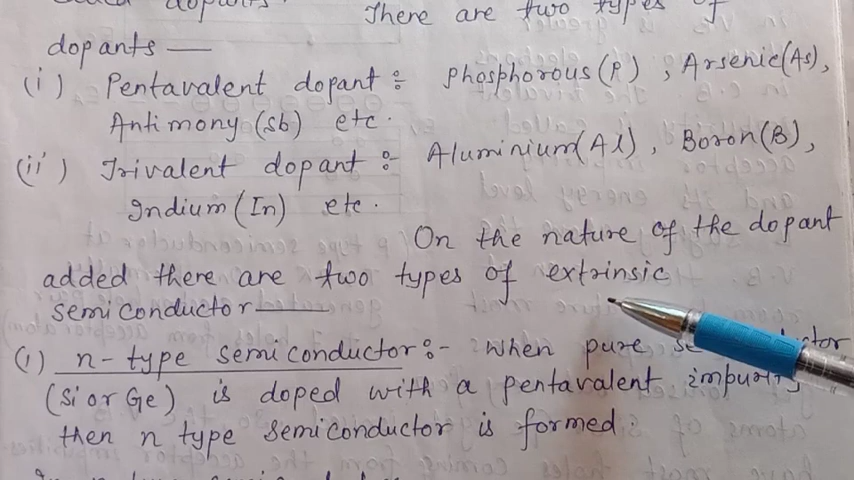 dopants. There are two types of
dopants —
(i) Pentavalent dopant :- Phosphorous(P), Arsenic(As),
Antimony(Sb) etc.
(ii) Trivalent dopant :- Aluminium(Al), Boron(B),
Indium(In) etc.
On the nature of the dopant
added there are two types of extrinsic
semiconductor —
(1) n-type semiconductor :- When pure
(Si or Ge) is doped with a pentavalent impurity
then n type semiconductor is formed.